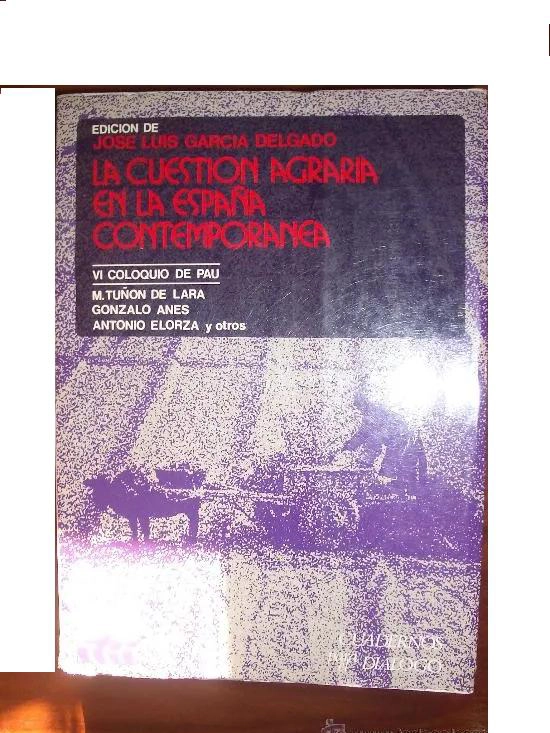 EDICION DE
JOSE LUIS GARCIA DELGADO
LA CUESTION AGRARIA
EN LA ESPAÑA
CONTEMPORANEA
VI COLOQUIO DE PAU
M. TUÑON DE LARA
GONZALO ANES
ANTONIO ELORZA y otros
CUADERNOS
para el
DIALOGO